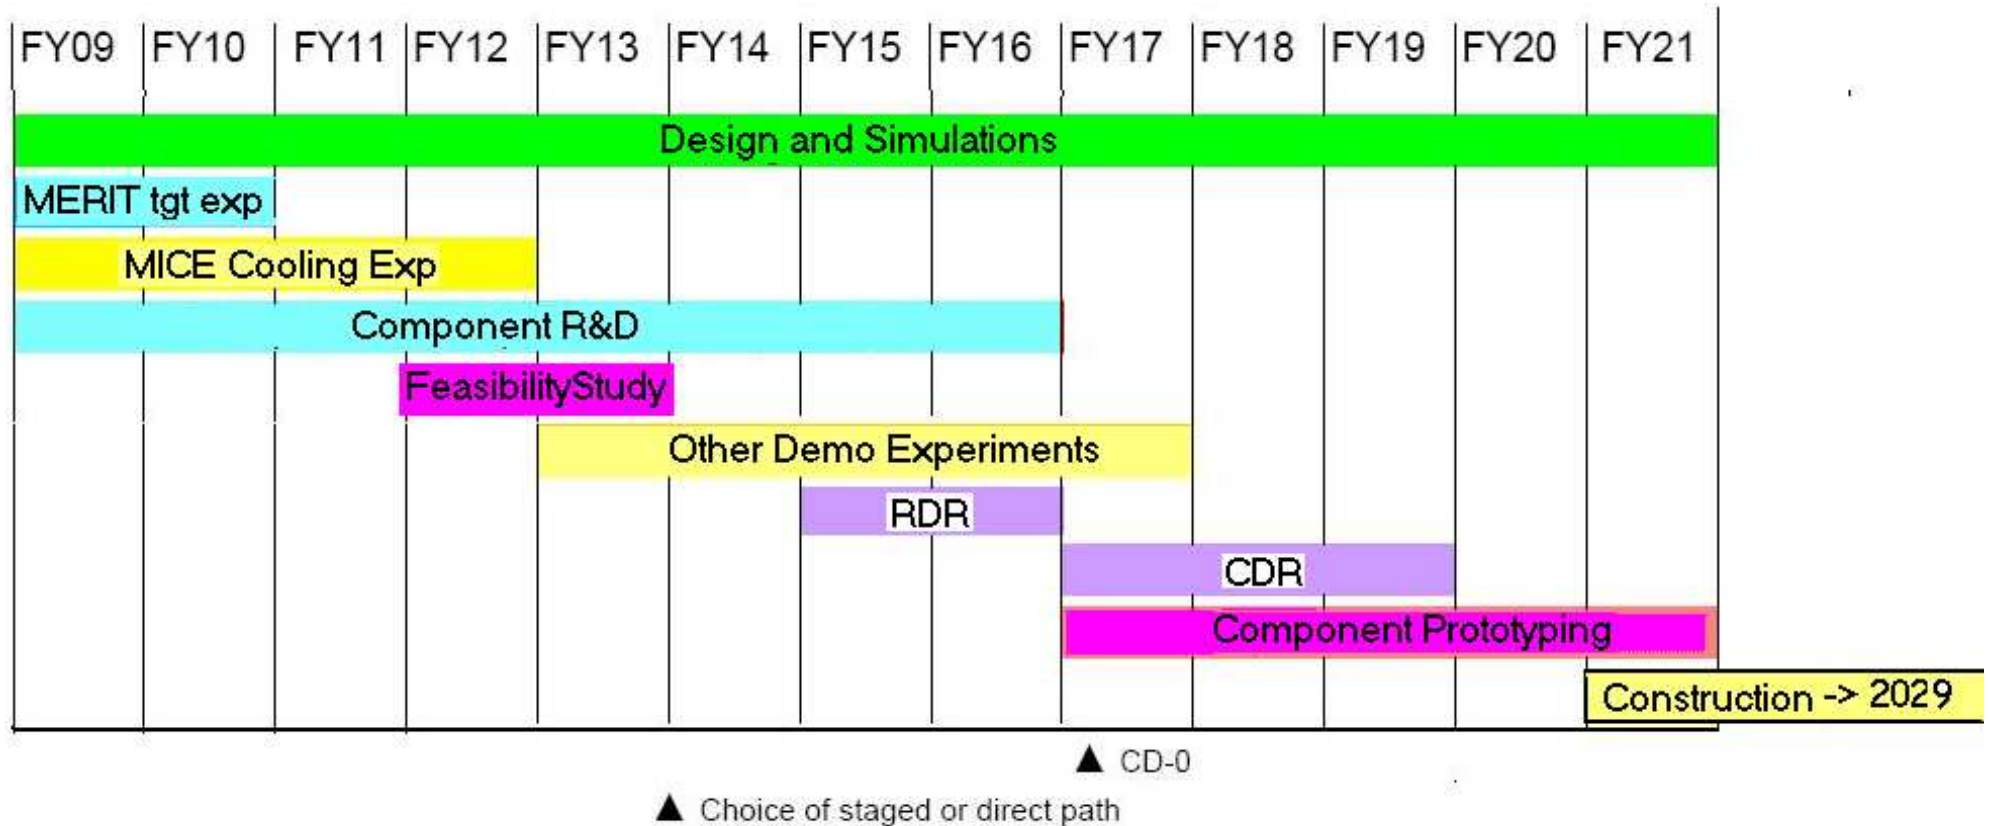 FY09 FY10 FY11 FY12 FY13 FY14 FY15 FY16 FY17 FY18 FY19 FY20 FY21
Design and Simulations
MERIT tgt exp
MICE Cooling Exp
Component R&D
FeasibilityStudy
Other Demo Experiments
RDR
CDR
Component Prototyping
Construction -> 2029
▲ CD-0
▲ Choice of staged or direct path